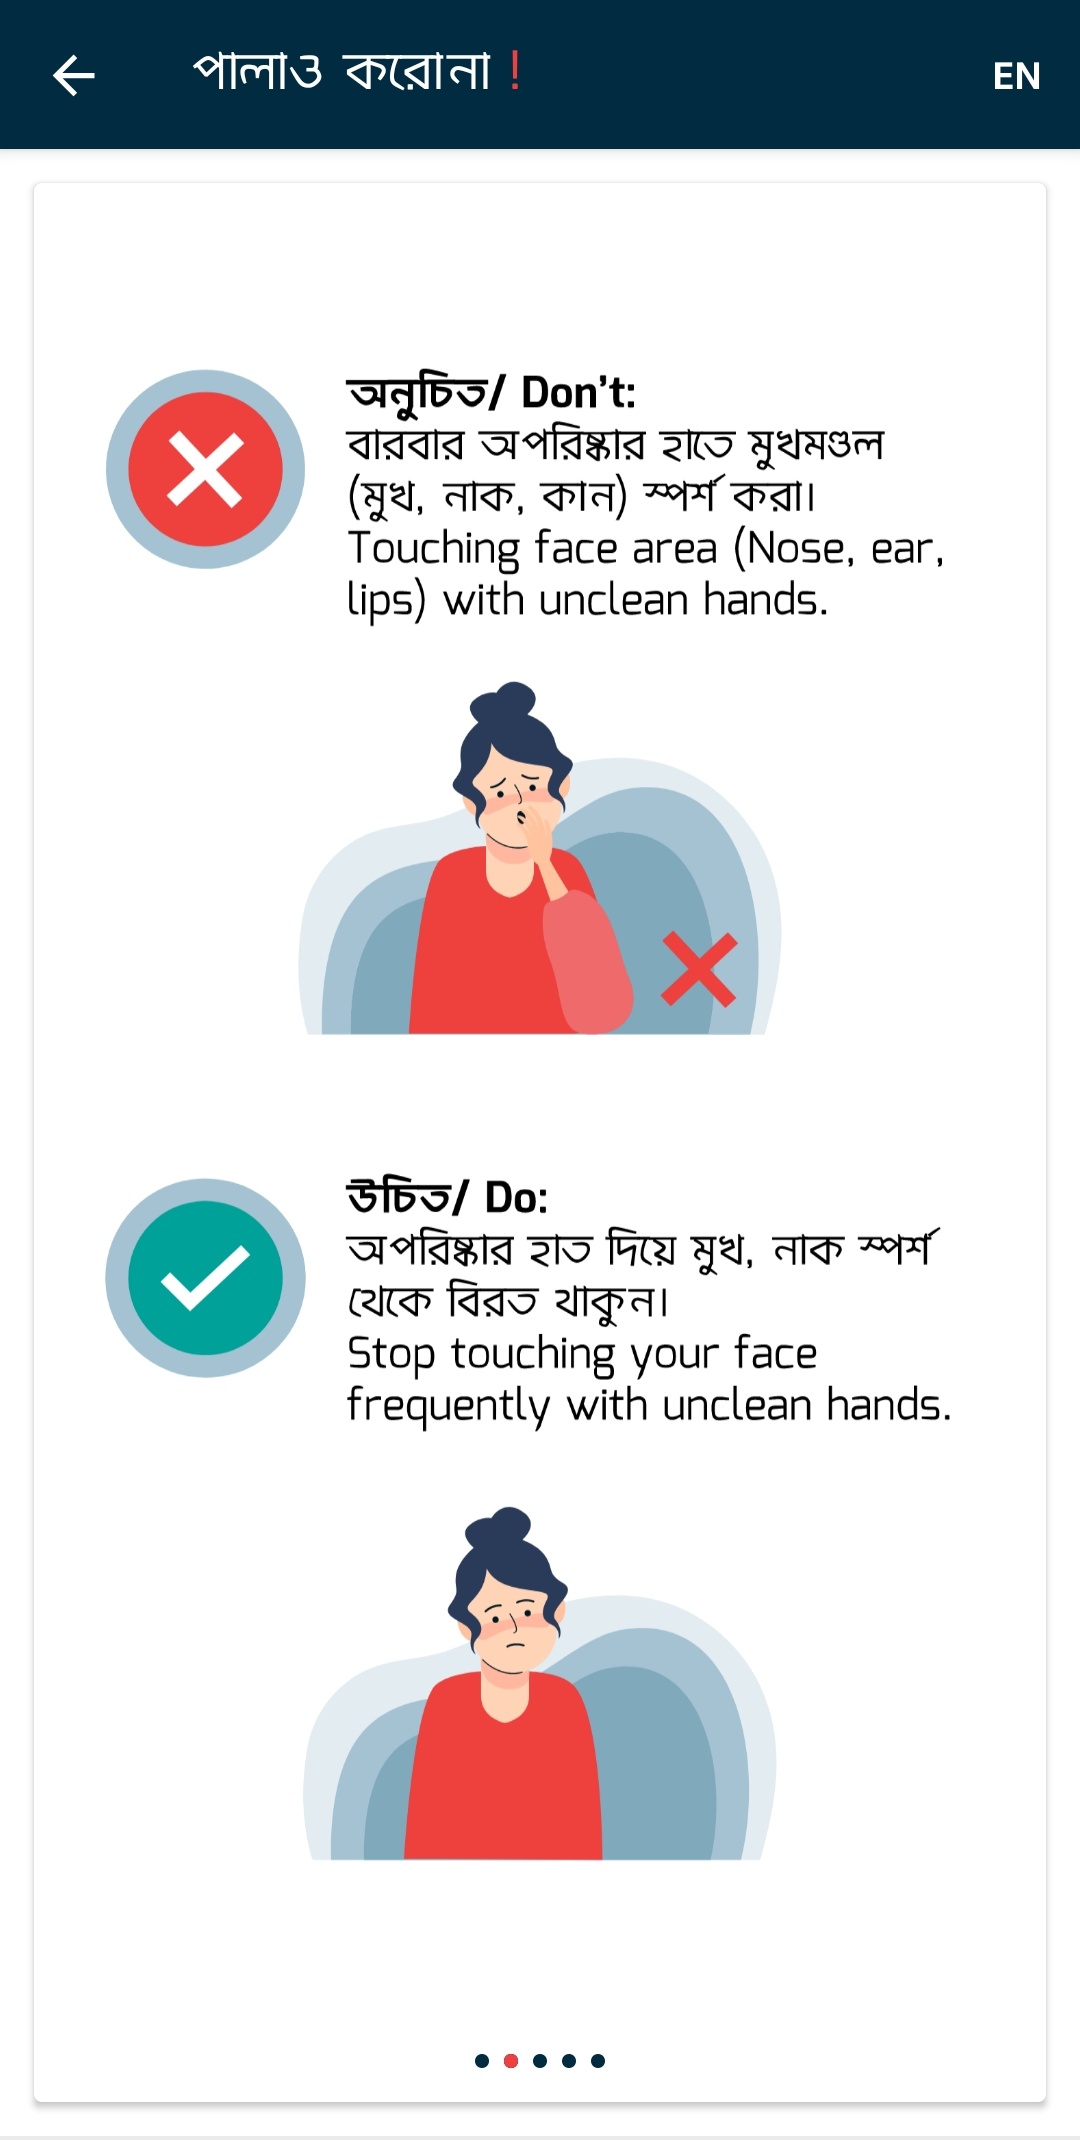 পালাও করোনা !
EN
অনুচিত/ Don't:
বারবার অপরিষ্কার হাতে মুখমণ্ডল
(মুখ, নাক, কান) স্পর্শ করা।
Touching face area (Nose, ear,
lips) with unclean hands.
উচিত/ Do:
অপরিষ্কার হাত দিয়ে মুখ, নাক স্পর্শ
থেকে বিরত থাকুন।
Stop touching your face
frequently with unclean hands.